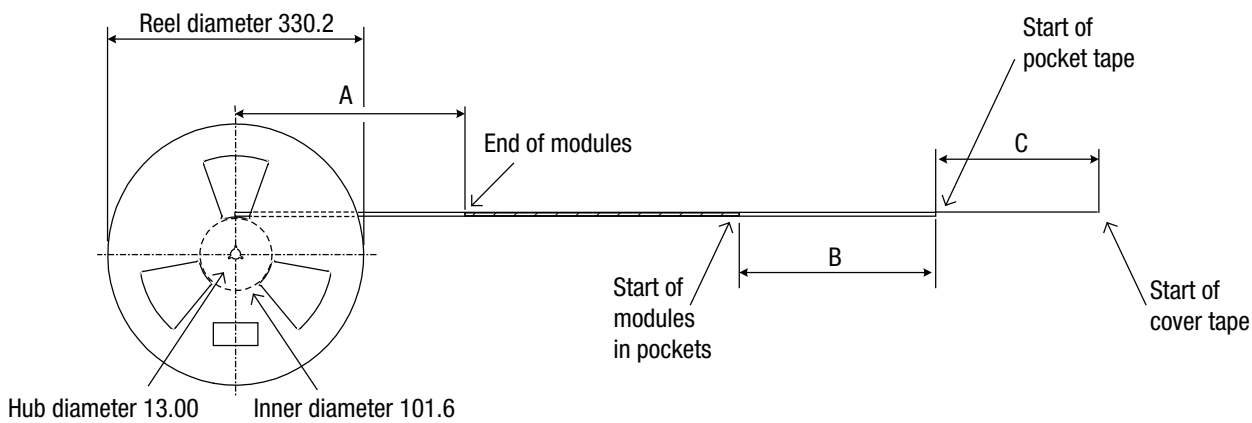 Reel diameter 330.2
Start of
pocket tape
A
End of modules
C
B
Start of
modules
in pockets
Start of
cover tape
Hub diameter 13.00
Inner diameter 101.6